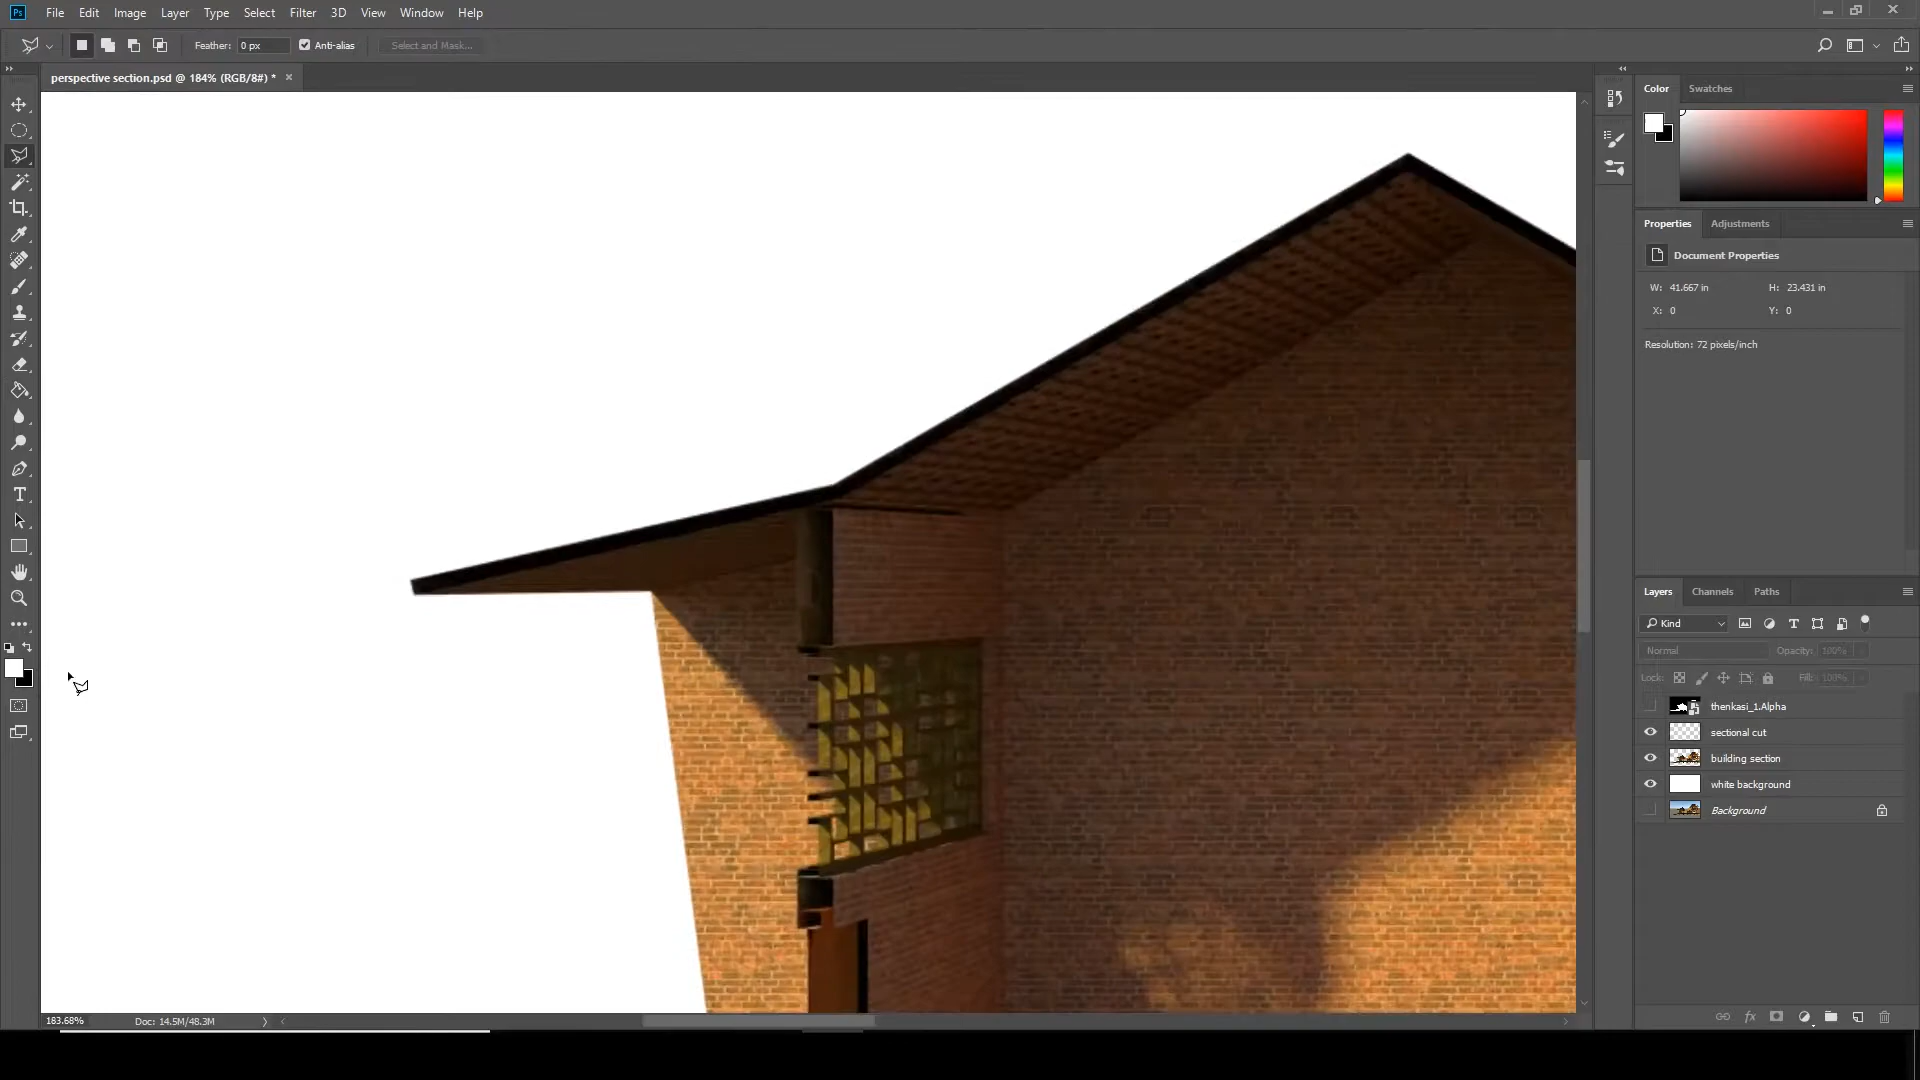 Ps File Edit Image Layer Type Select Filter 3D View Window Help
Feather: 0 px Anti-alias Select and Mask...
perspective section.psd @ 184% (RGB/8#) * ×
Color Swatches
Properties Adjustments
Document Properties
W: 41.667 in H: 23.431 in
X: 0 Y: 0
Resolution: 72 pixels/inch
Layers Channels Paths
Kind
Normal Opacity: 100%
Lock: Fill: 100%
thenkasi_1.Alpha
sectional cut
building section
white background
Background
183.68% Doc: 14.5M/48.3M